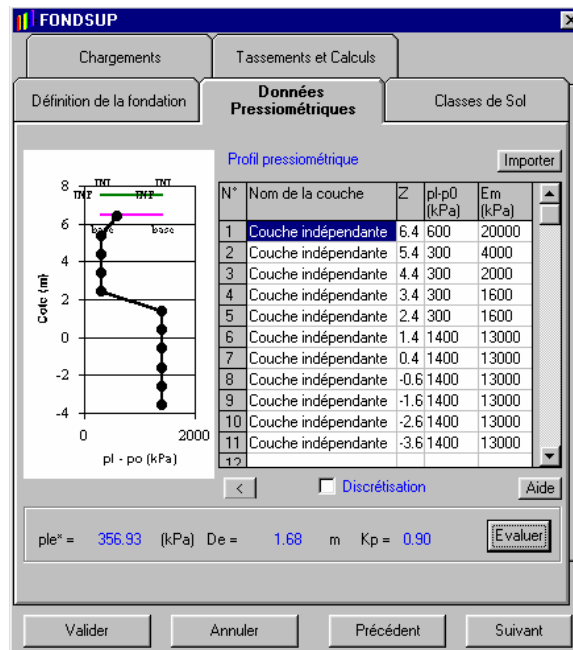 FONDSUP
Chargements
Tassements et Calculs
Définition de la fondation
Données
Pressiométriques
Classes de Sol
Profil pressiométrique
Importer
N° Nom de la couche Z pl-p0 (kPa) Em (kPa)
1 Couche indépendante 6.4 600 20000
2 Couche indépendante 5.4 300 4000
3 Couche indépendante 4.4 300 2000
4 Couche indépendante 3.4 300 1600
5 Couche indépendante 2.4 300 1600
6 Couche indépendante 1.4 1400 13000
7 Couche indépendante 0.4 1400 13000
8 Couche indépendante -0.6 1400 13000
9 Couche indépendante -1.6 1400 13000
10 Couche indépendante -2.6 1400 13000
11 Couche indépendante -3.6 1400 13000
12
TNT TNT
TNF TNF
base base
Cote (m)
8
6
4
2
0
-2
-4
0 2000
pl - po (kPa)
< Discrétisation Aide
ple* = 356.93 (kPa) De = 1.68 m Kp = 0.90 Evaluer
Valider Annuler Précédent Suivant